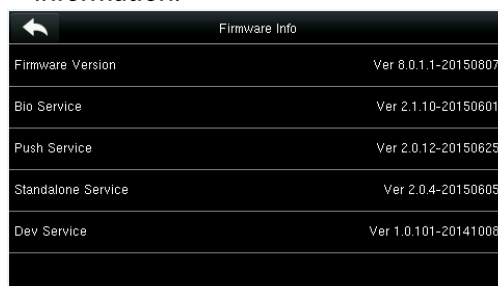 Firmware Info
Firmware Version Ver 8.0.1.1-20150807
Bio Service Ver 2.1.10-20150601
Push Service Ver 2.0.12-20150625
Standalone Service Ver 2.0.4-20150605
Dev Service Ver 1.0.101-20141008